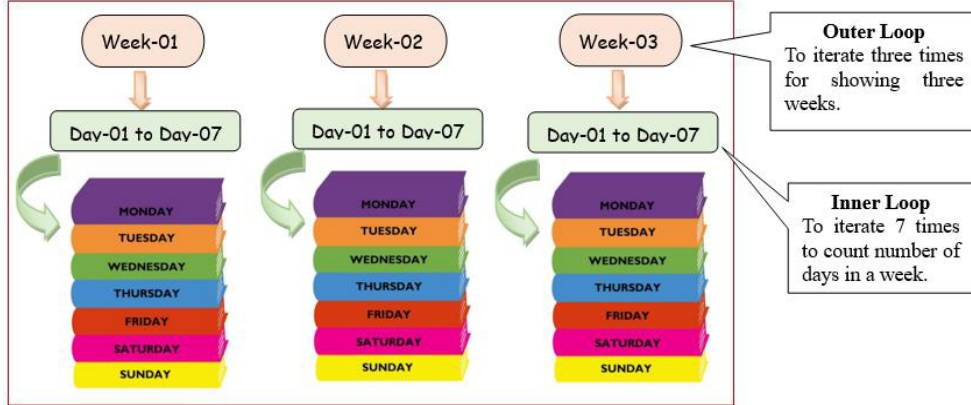 Week-01
Week-02
Week-03
Outer Loop
To iterate three times
for showing three
weeks.
Day-01 to Day-07
Day-01 to Day-07
Day-01 to Day-07
Inner Loop
To iterate 7 times
to count number of
days in a week.
MONDAY
TUESDAY
WEDNESDAY
THURSDAY
FRIDAY
SATURDAY
SUNDAY
MONDAY
TUESDAY
WEDNESDAY
THURSDAY
FRIDAY
SATURDAY
SUNDAY
MONDAY
TUESDAY
WEDNESDAY
THURSDAY
FRIDAY
SATURDAY
SUNDAY